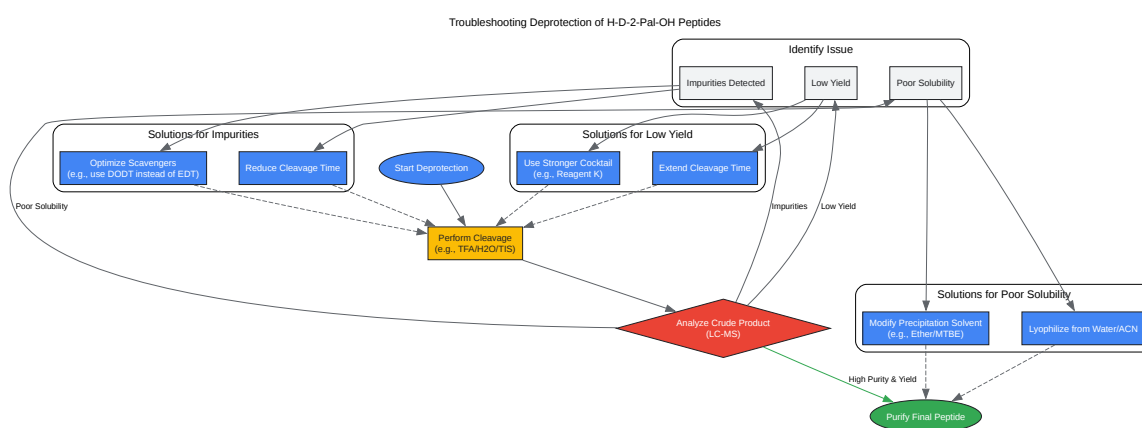 Troubleshooting Deprotection of H-D-2-Pal-OH Peptides
Identify Issue
Impurities Detected
Low Yield
Poor Solubility
Solutions for Impurities
Optimize Scavengers
(e.g., use DODT instead of EDT)
Reduce Cleavage Time
Start Deprotection
Solutions for Low Yield
Use Stronger Cocktail
(e.g., Reagent K)
Extend Cleavage Time
Poor Solubility
Impurities
Low Yield
Perform Cleavage
(e.g., TFA/H2O/TIS)
Solutions for Poor Solubility
Modify Precipitation Solvent
(e.g., Ether/MTBE)
Lyophilize from Water/ACN
Analyze Crude Product
(LC-MS)
High Purity & Yield
Purify Final Peptide